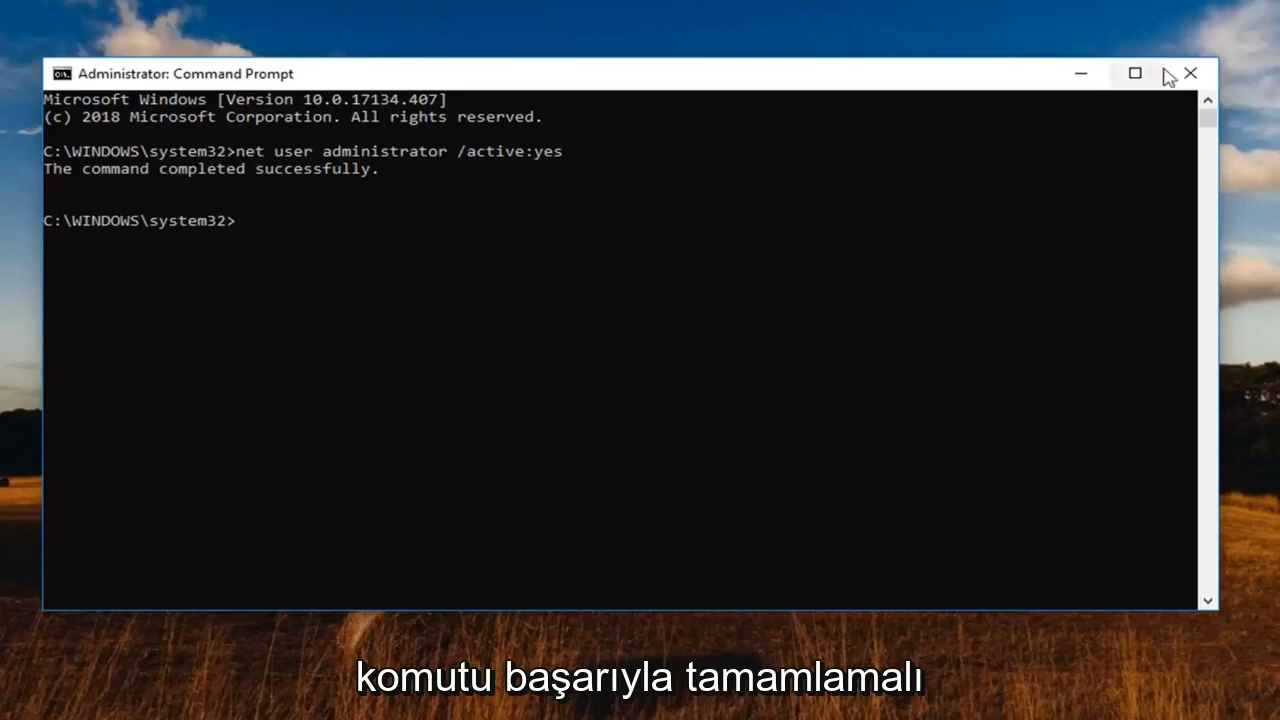 Administrator: Command Prompt
Microsoft Windows [Version 10.0.17134.407]
(c) 2018 Microsoft Corporation. All rights reserved.
C:\WINDOWS\system32>net user administrator /active:yes
The command completed successfully.
C:\WINDOWS\system32>
komutu başarıyla tamamlamalı